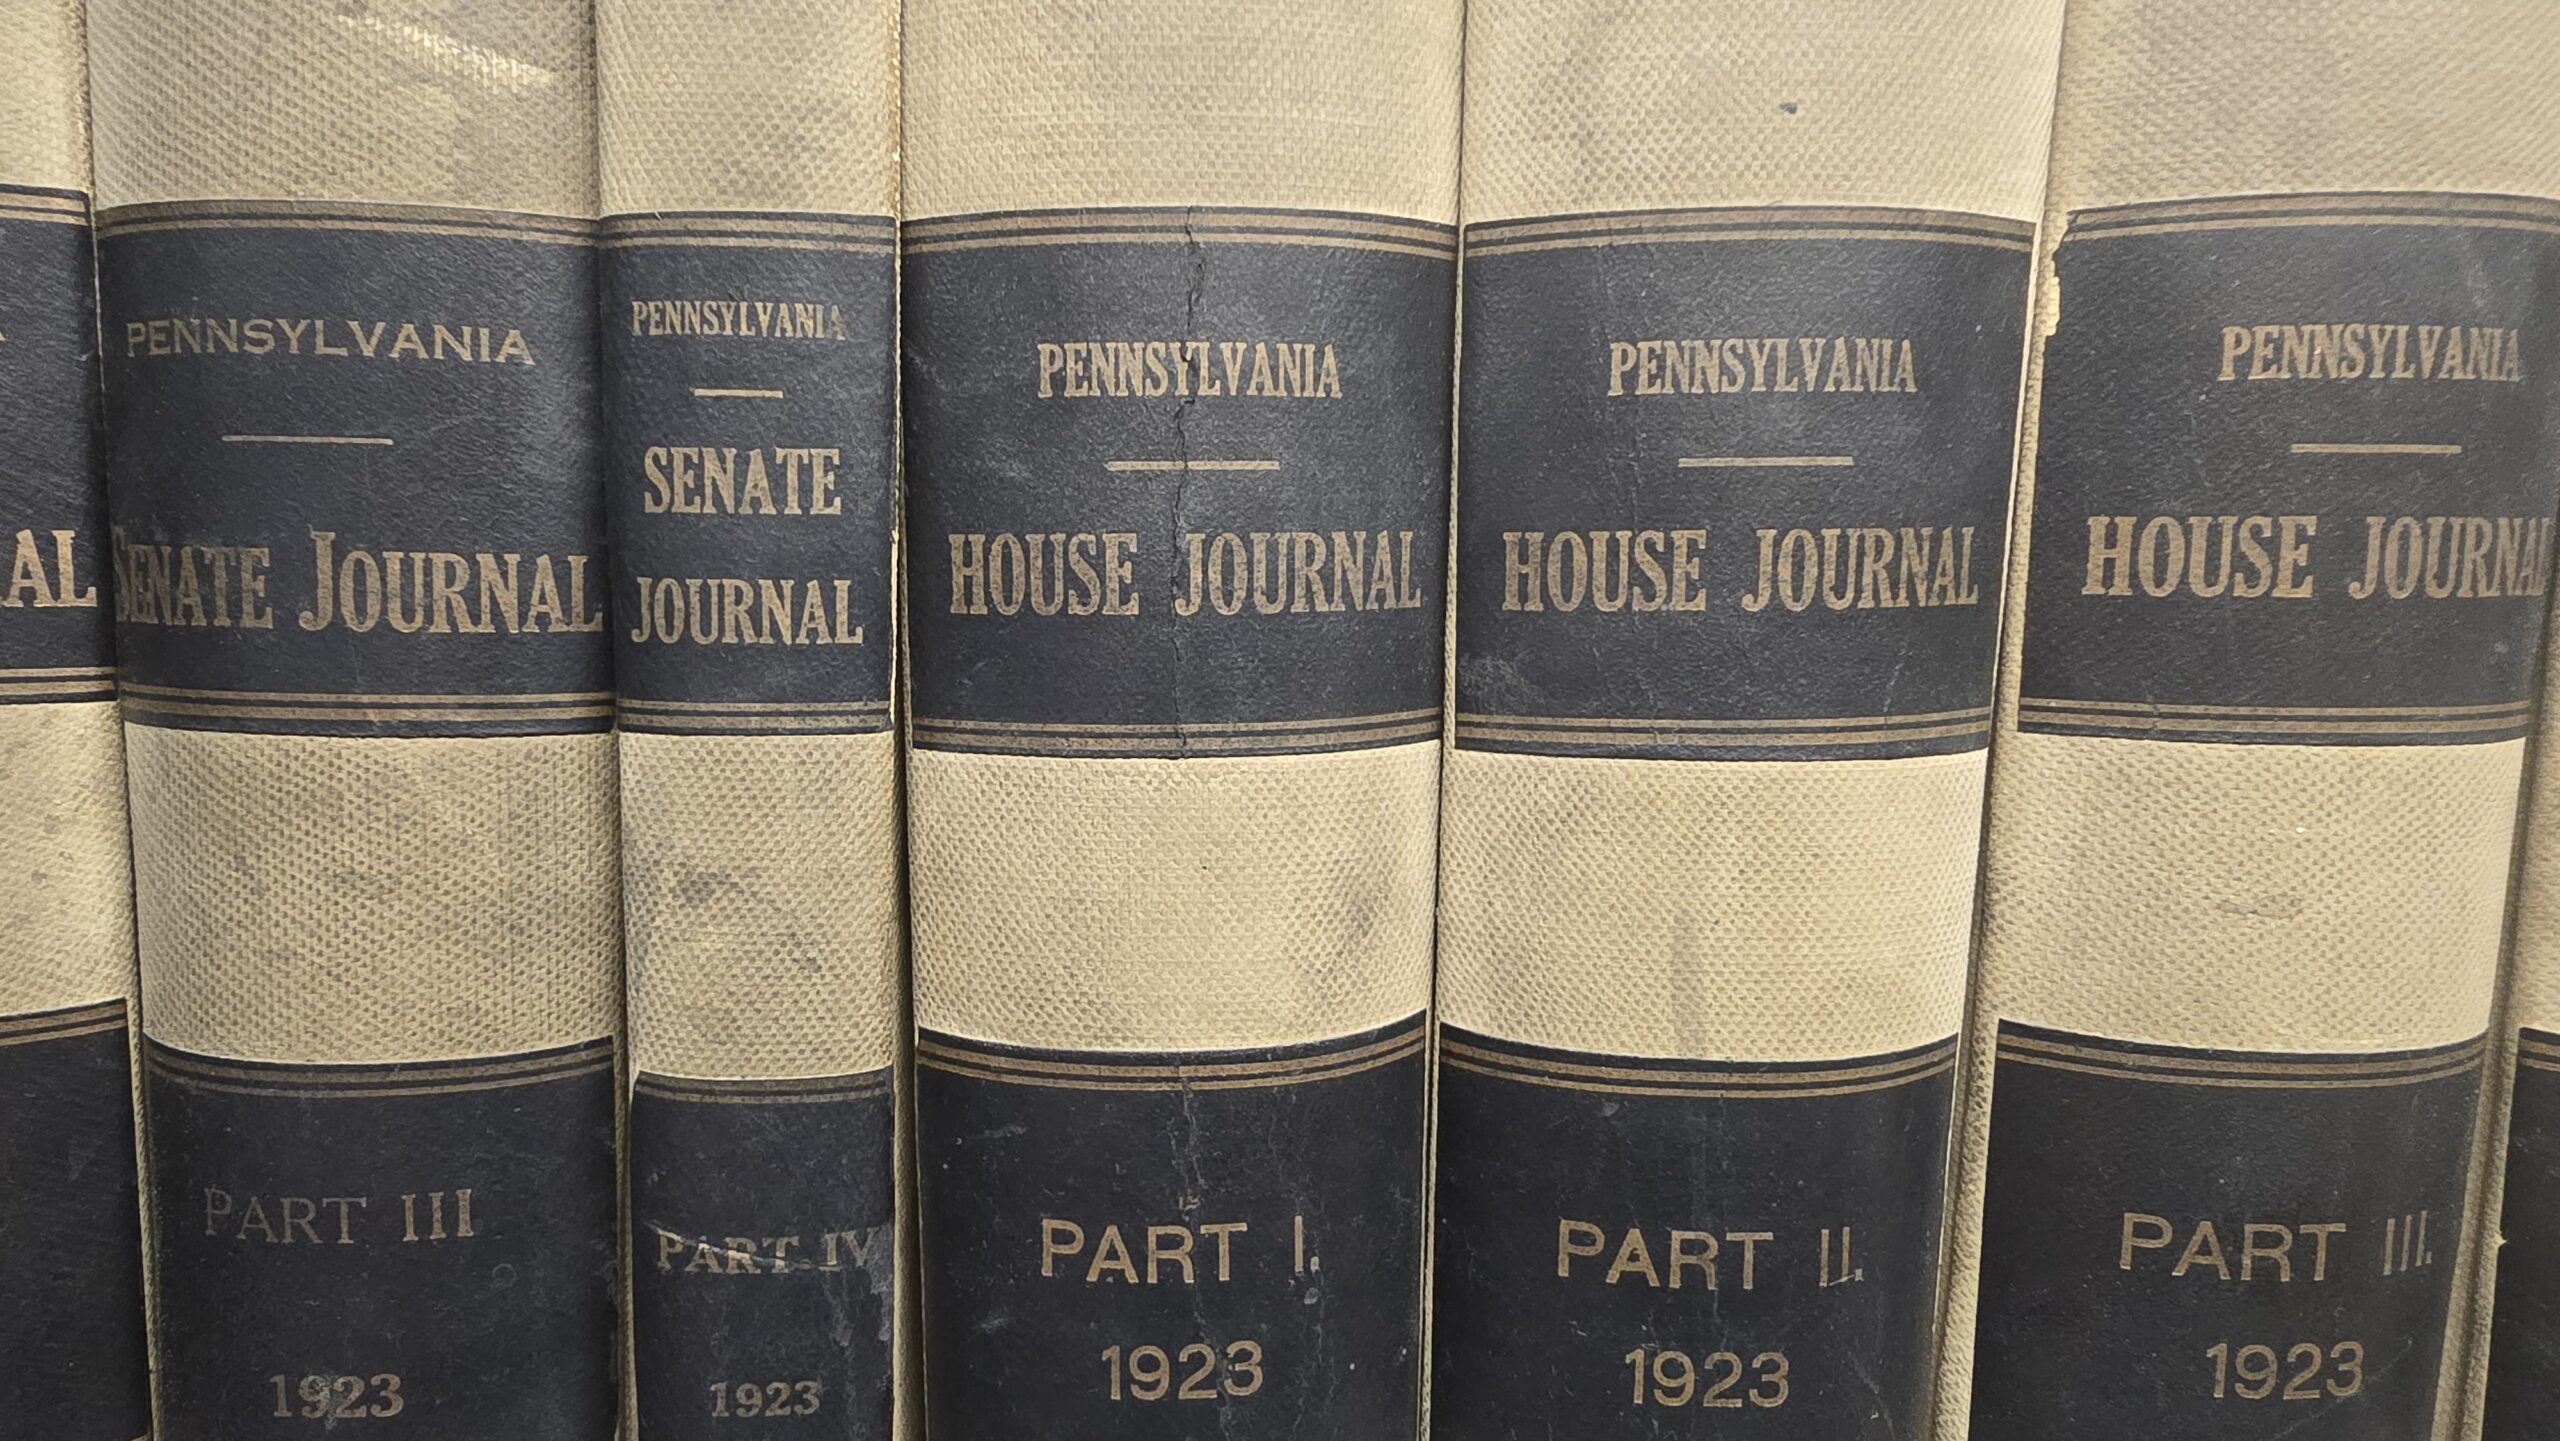 AL
PENNSYLVANIA
SENATE JOURNAL
PART III
1923
PENNSYLVANIA
SENATE
JOURNAL
PART IV
1923
PENNSYLVANIA
HOUSE JOURNAL
PART I.
1923
PENNSYLVANIA
HOUSE JOURNAL
PART II.
1923
PENNSYLVANIA
HOUSE JOURNAL
PART III.
1923